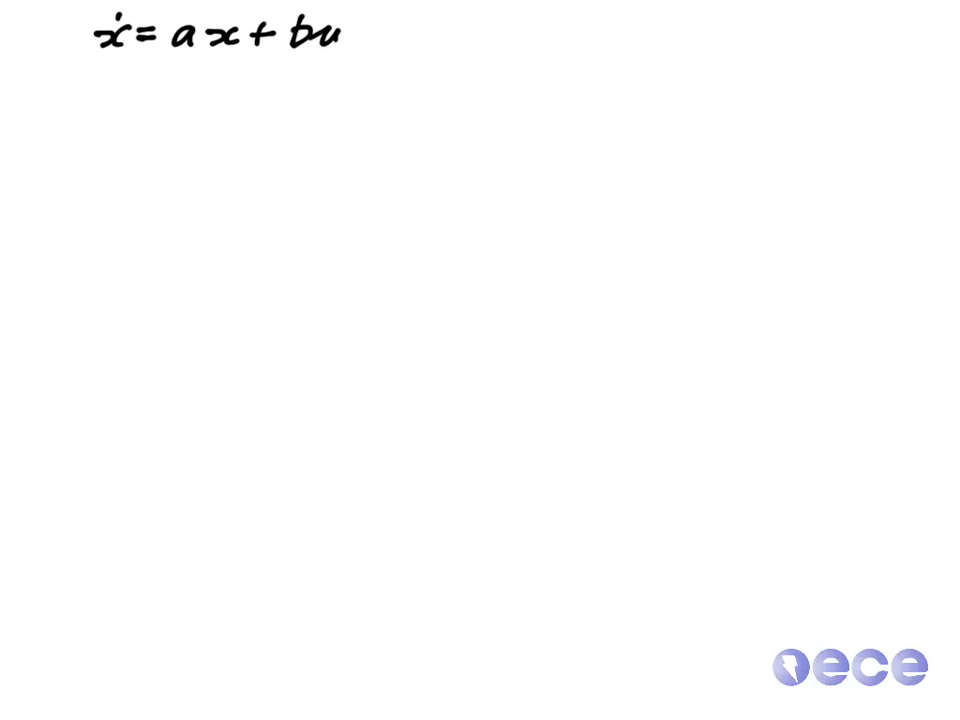 ẋ = ax + bu
ece